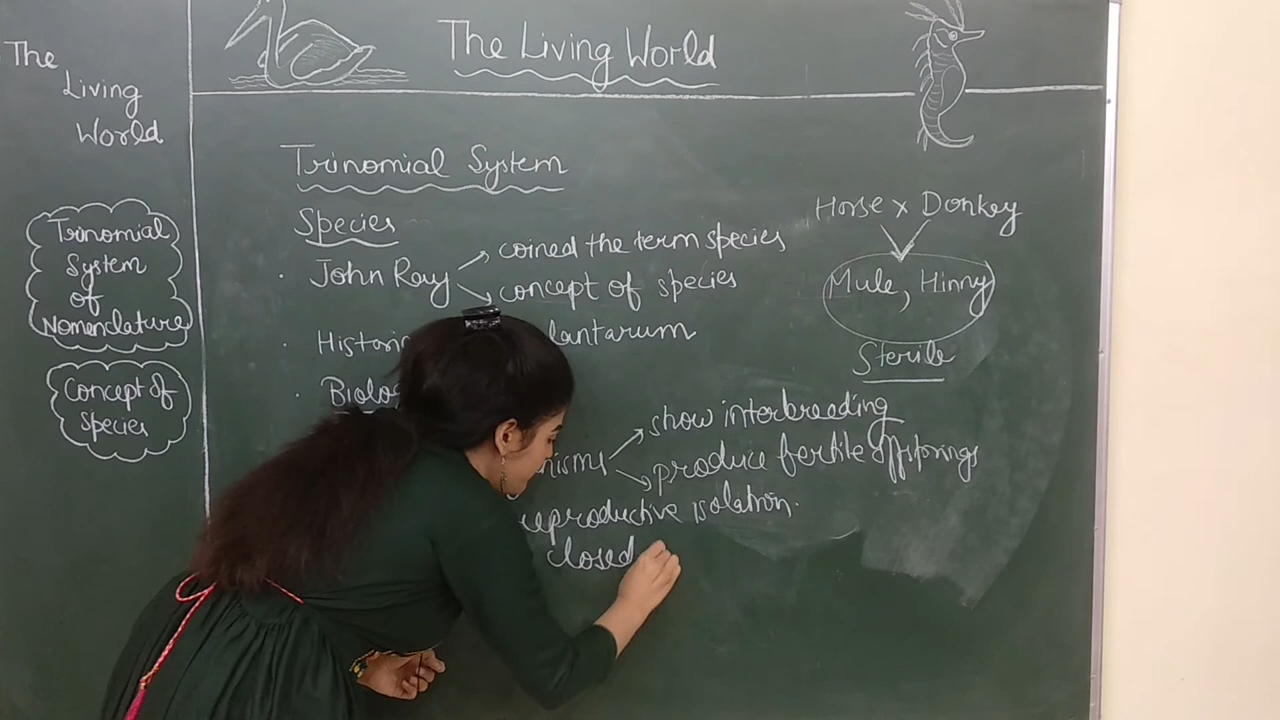 The
Living
World
Trinomial
System
of
Nomenclature
Concept of
Species
The Living World
Trinomial System
Species
John Ray
coined the term species
concept of species
Horse x Donkey
Mule, Hinny
Sterile
show interbreeding
produce fertile offsprings
reproductive isolation.
closed